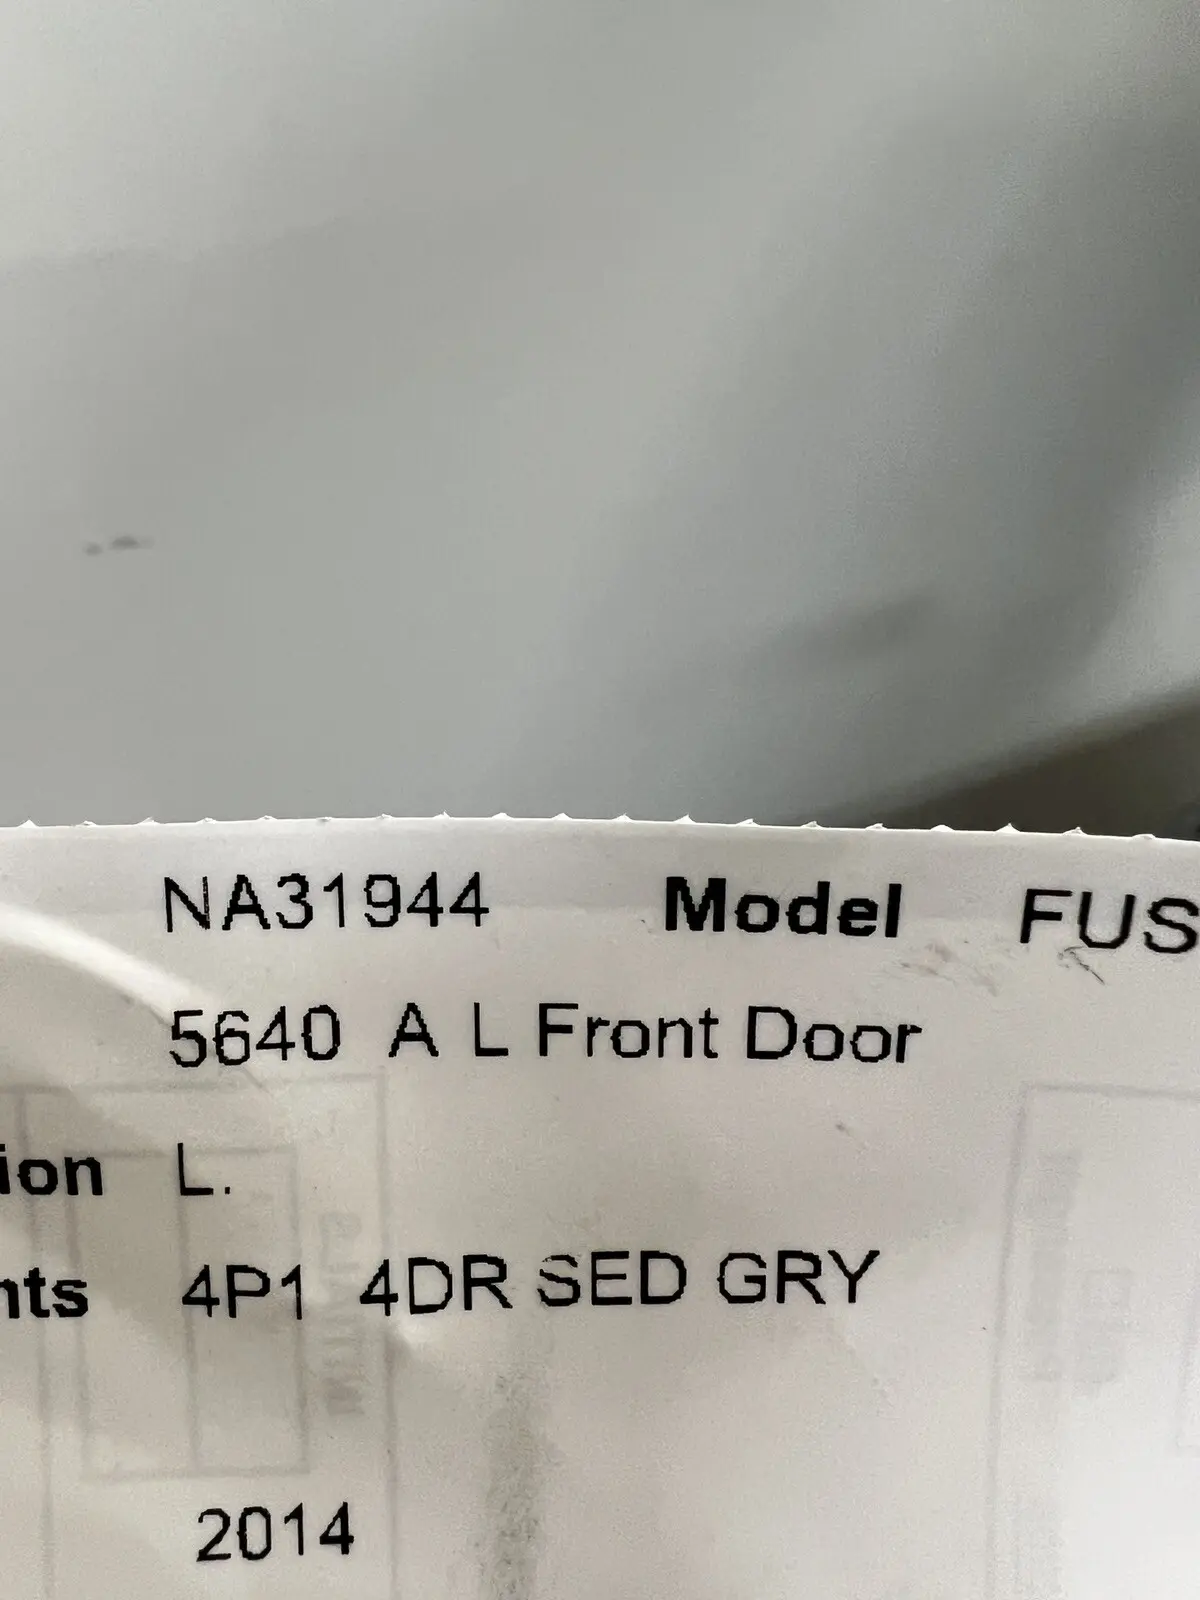 NA31944 Model FUS
5640 A L Front Door
ion L.
nts 4P1 4DR SED GRY
2014